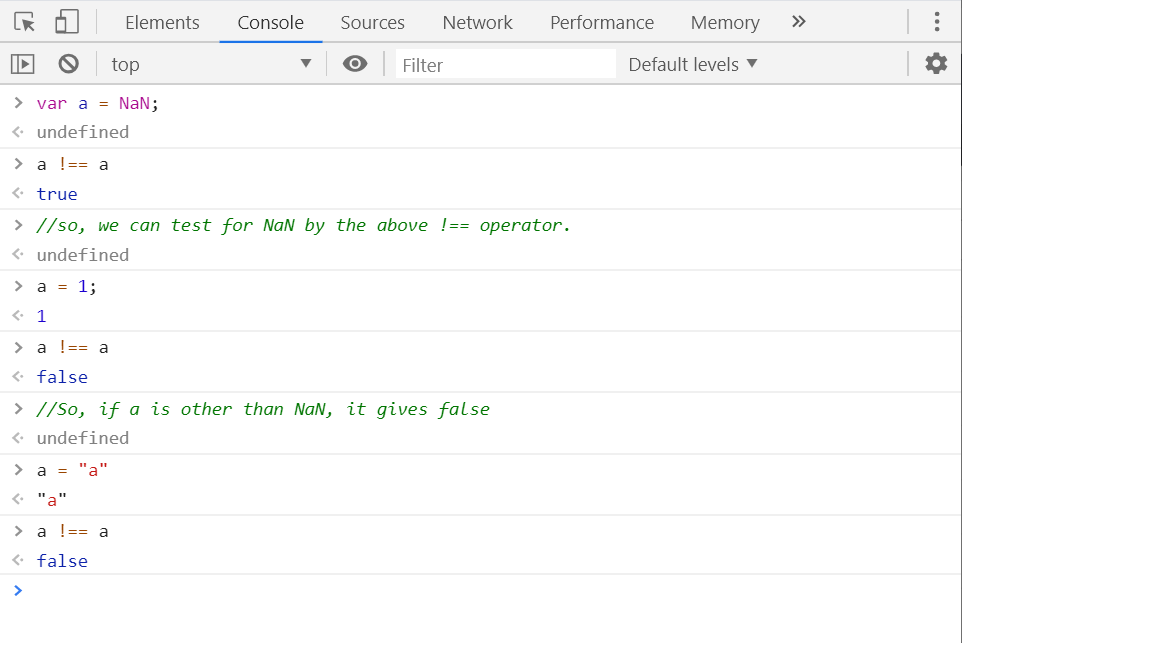 Elements Console Sources Network Performance Memory »
top Filter Default levels
> var a = NaN;
undefined
> a !== a
true
> //so, we can test for NaN by the above !== operator.
undefined
> a = 1;
1
> a !== a
false
> //So, if a is other than NaN, it gives false
undefined
> a = "a"
"a"
> a !== a
false
>